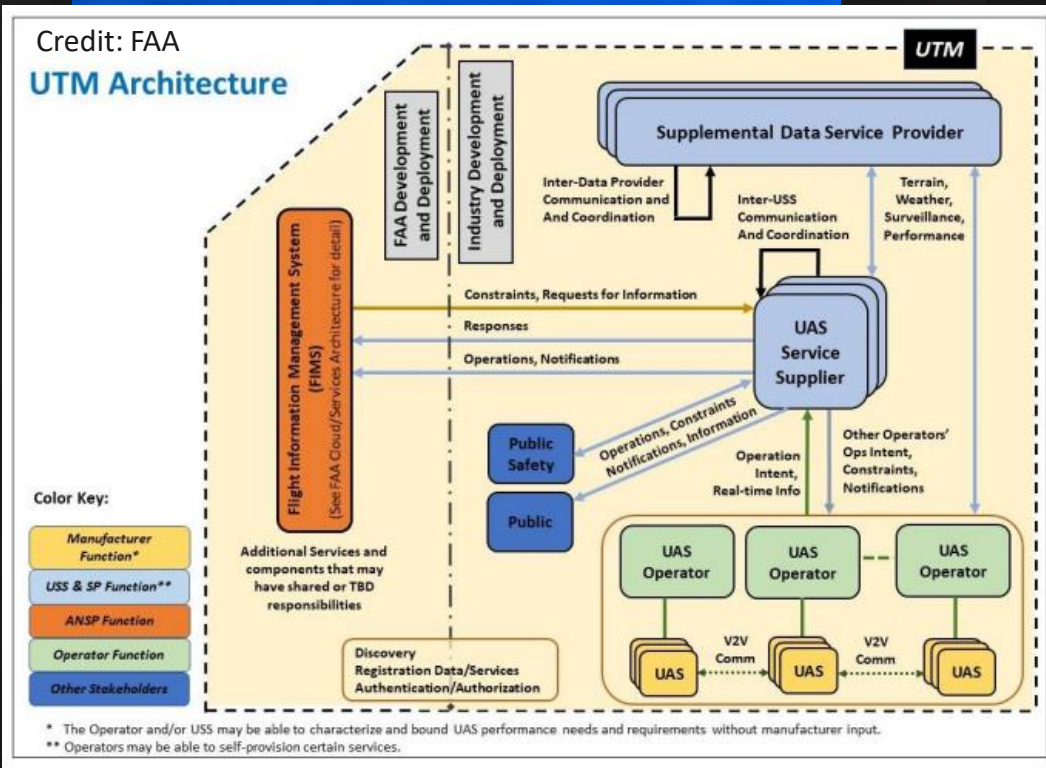 Credit: FAA
UTM Architecture
UTM
FAA Development
and Deployment
Industry Development
and Deployment
Supplemental Data Service Provider
Inter-Data Provider
Communication and
And Coordination
Inter-USS
Communication
And Coordination
Terrain,
Weather,
Surveillance,
Performance
Flight Information Management System
(FIMS)
(See FAA Cloud/Services Architecture for detail)
Constraints, Requests for Information
Responses
Operations, Notifications
UAS
Service
Supplier
Operations, Constraints
Notifications, Information
Public
Safety
Public
Operation
Intent,
Real-time Info
Other Operators'
Ops Intent,
Constraints,
Notifications
Color Key:
Manufacturer
Function*
USS & SP Function**
ANSP Function
Operator Function
Other Stakeholders
Additional Services and
components that may
have shared or TBD
responsibilities
Discovery
Registration Data/Services
Authentication/Authorization
UAS
Operator
UAS
Operator
UAS
Operator
UAS
V2V
Comm
UAS
V2V
Comm
UAS
* The Operator and/or USS may be able to characterize and bound UAS performance needs and requirements without manufacturer input.
** Operators may be able to self-provision certain services.